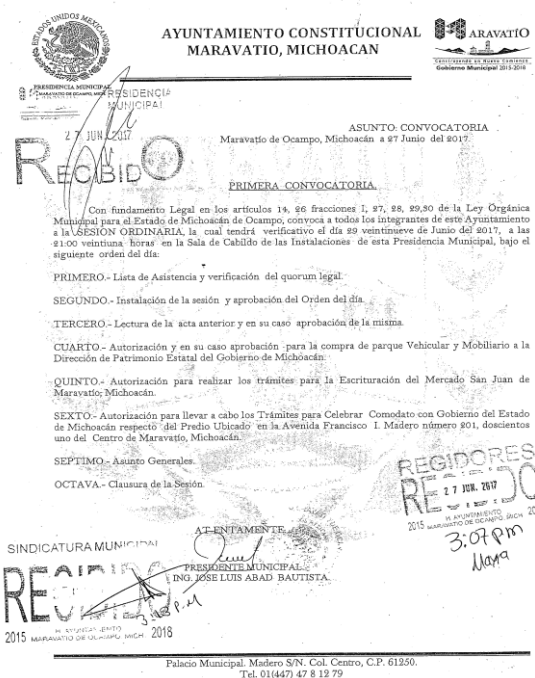 ESTADOS UNIDOS MEXICANOS
AYUNTAMIENTO CONSTITUCIONAL
MARAVATIO, MICHOACAN
MARAVATÍO
Gobierno Municipal 2015-2018
PRESIDENCIA MUNICIPAL
MARAVATIO DE OCAMPO, MICH
PRESIDENCIA
MUNICIPAL
27 JUN 2017
RECIBIDO
ASUNTO: CONVOCATORIA
Maravatío de Ocampo, Michoacán a 27 Junio del 2017.
PRIMERA CONVOCATORIA.
Con fundamento Legal en los artículos 14, 26 fracciones I, 27, 28, 29,30 de la Ley Orgánica
Municipal para el Estado de Michoacán de Ocampo, convoca a todos los integrantes de este Ayuntamiento
a la SESION ORDINARIA, la cual tendrá verificativo el día 29 veintinueve de Junio del 2017, a las
21:00 veintiuna horas en la Sala de Cabildo de las Instalaciones de esta Presidencia Municipal, bajo el
siguiente orden del día:
PRIMERO.- Lista de Asistencia y verificación del quorum legal.
SEGUNDO.- Instalación de la sesión y aprobación del Orden del día.
TERCERO.- Lectura de la acta anterior y en su caso aprobación de la misma.
CUARTO.- Autorización y en su caso aprobación para la compra de parque Vehicular y Mobiliario a la
Dirección de Patrimonio Estatal del Gobierno de Michoacán.
QUINTO.- Autorización para realizar los trámites para la Escrituración del Mercado San Juan de
Maravatío, Michoacán.
SEXTO.- Autorización para llevar a cabo los Trámites para Celebrar Comodato con Gobierno del Estado
de Michoacán respecto del Predio Ubicado en la Avenida Francisco I. Madero número 201, doscientos
uno del Centro de Maravatío, Michoacán.
SEPTIMO.- Asunto Generales.
OCTAVA.- Clausura de la Sesión.
REGIDORES
RECIBIDO
27 JUN. 2017
H. AYUNTAMIENTO
2015 MARAVATIO DE OCAMPO, MICH
3:07 pm
ATENTAMENTE
PRESIDENTE MUNICIPAL
ING. JOSE LUIS ABAD BAUTISTA.
SINDICATURA MUNICIPAL
RECIBIDO
H. AYUNTAMIENTO
2015 MARAVATIO DE OCAMPO, MICH 2018
Palacio Municipal. Madero S/N. Col. Centro, C.P. 61250.
Tel. 01(447) 47 8 12 79